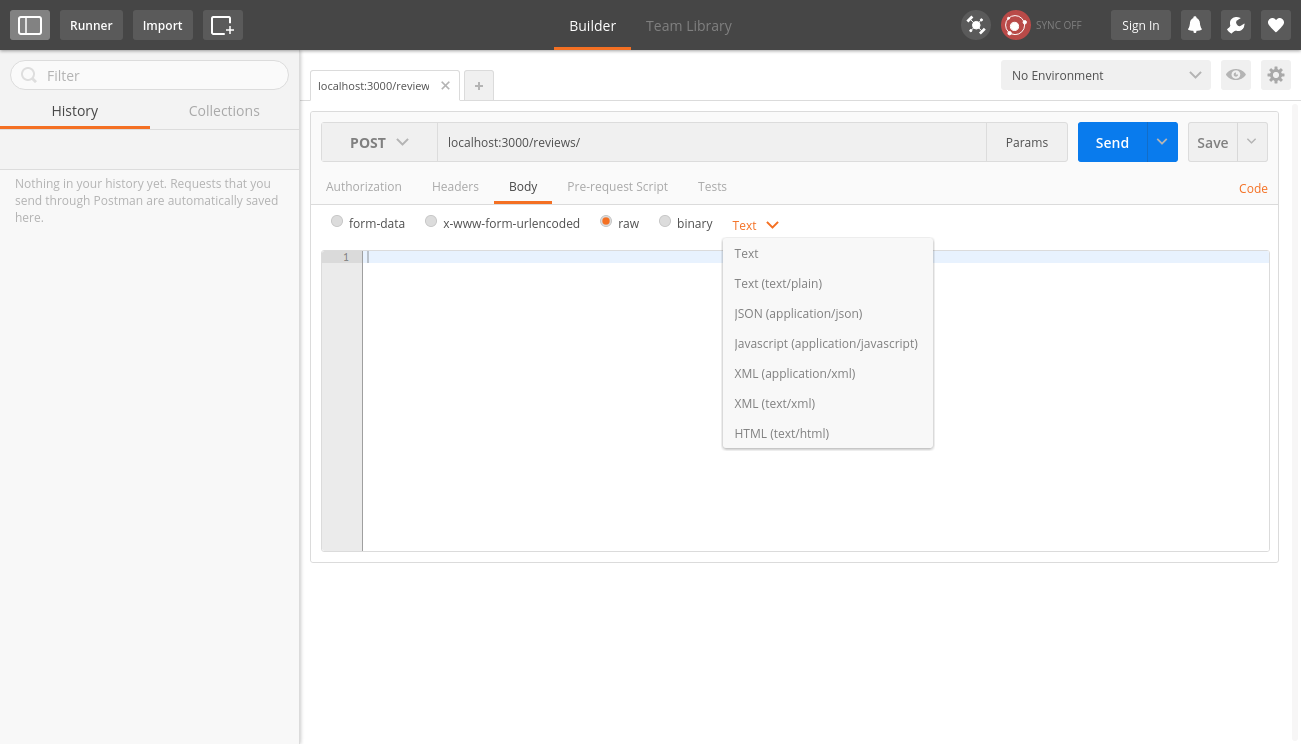 Runner
Import
Builder
Team Library
SYNC OFF
Sign In
Filter
History
Collections
Nothing in your history yet. Requests that you
send through Postman are automatically saved
here.
localhost:3000/review
No Environment
POST
localhost:3000/reviews/
Params
Send
Save
Authorization
Headers
Body
Pre-request Script
Tests
Code
form-data
x-www-form-urlencoded
raw
binary
Text
1
Text
Text (text/plain)
JSON (application/json)
Javascript (application/javascript)
XML (application/xml)
XML (text/xml)
HTML (text/html)